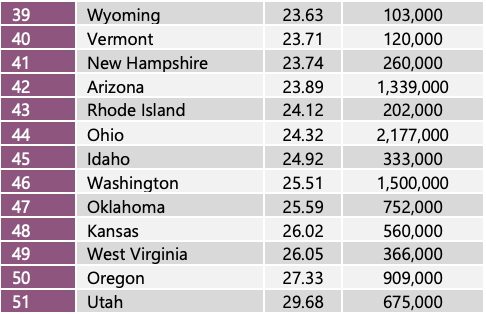 39 Wyoming 23.63 103,000
40 Vermont 23.71 120,000
41 New Hampshire 23.74 260,000
42 Arizona 23.89 1,339,000
43 Rhode Island 24.12 202,000
44 Ohio 24.32 2,177,000
45 Idaho 24.92 333,000
46 Washington 25.51 1,500,000
47 Oklahoma 25.59 752,000
48 Kansas 26.02 560,000
49 West Virginia 26.05 366,000
50 Oregon 27.33 909,000
51 Utah 29.68 675,000